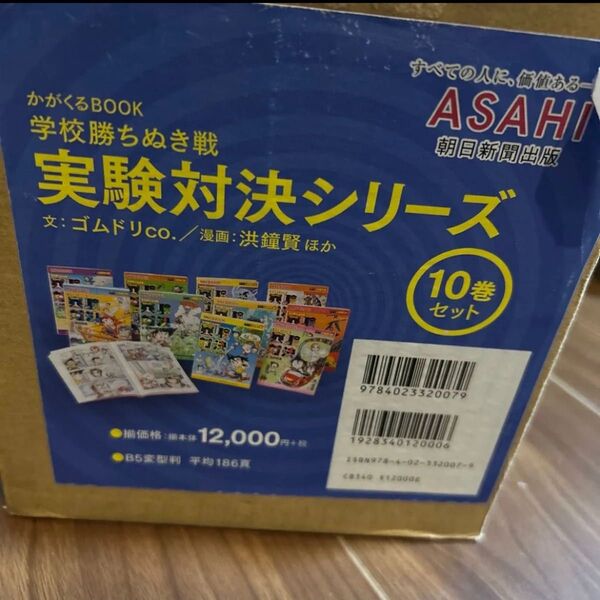 すべての人に、価値ある一
ASAHI
朝日新聞出版
かがくるBOOK
学校勝ちぬき戦
実験対決シリーズ
文：ゴムドリco.／漫画：洪鐘賢 ほか
10巻
セット
9784023320079
1928340120006
ISBN978-4-02-332007-9
C8340 ¥12000E
●揃価格：揃本体12,000円+税
●B5変型判 平均186頁